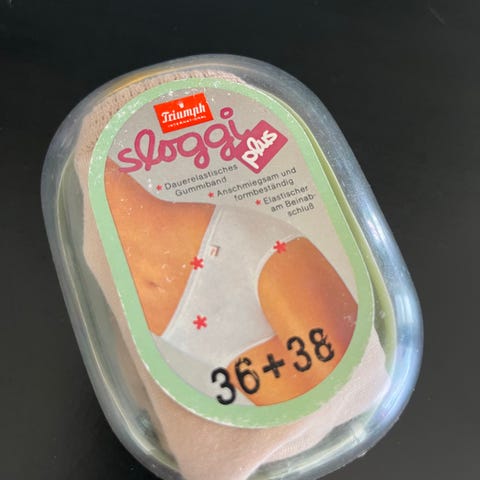 Triumph
INTERNATIONAL
sloggi
plus
* Dauerelastisches
Gummiband
* Anschmiegsam und
formbeständig
* Elastischer
am Beinab-
schluß
36+38